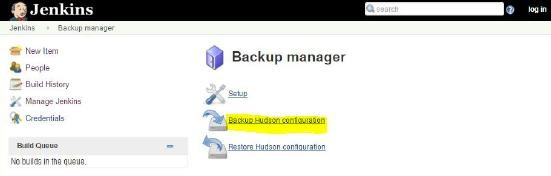 Jenkins
search
log in
Jenkins
Backup manager
New Item
People
Build History
Manage Jenkins
Credentials
Build Queue
No builds in the queue.
Backup manager
Setup
Backup Hudson configuration
Restore Hudson configuration